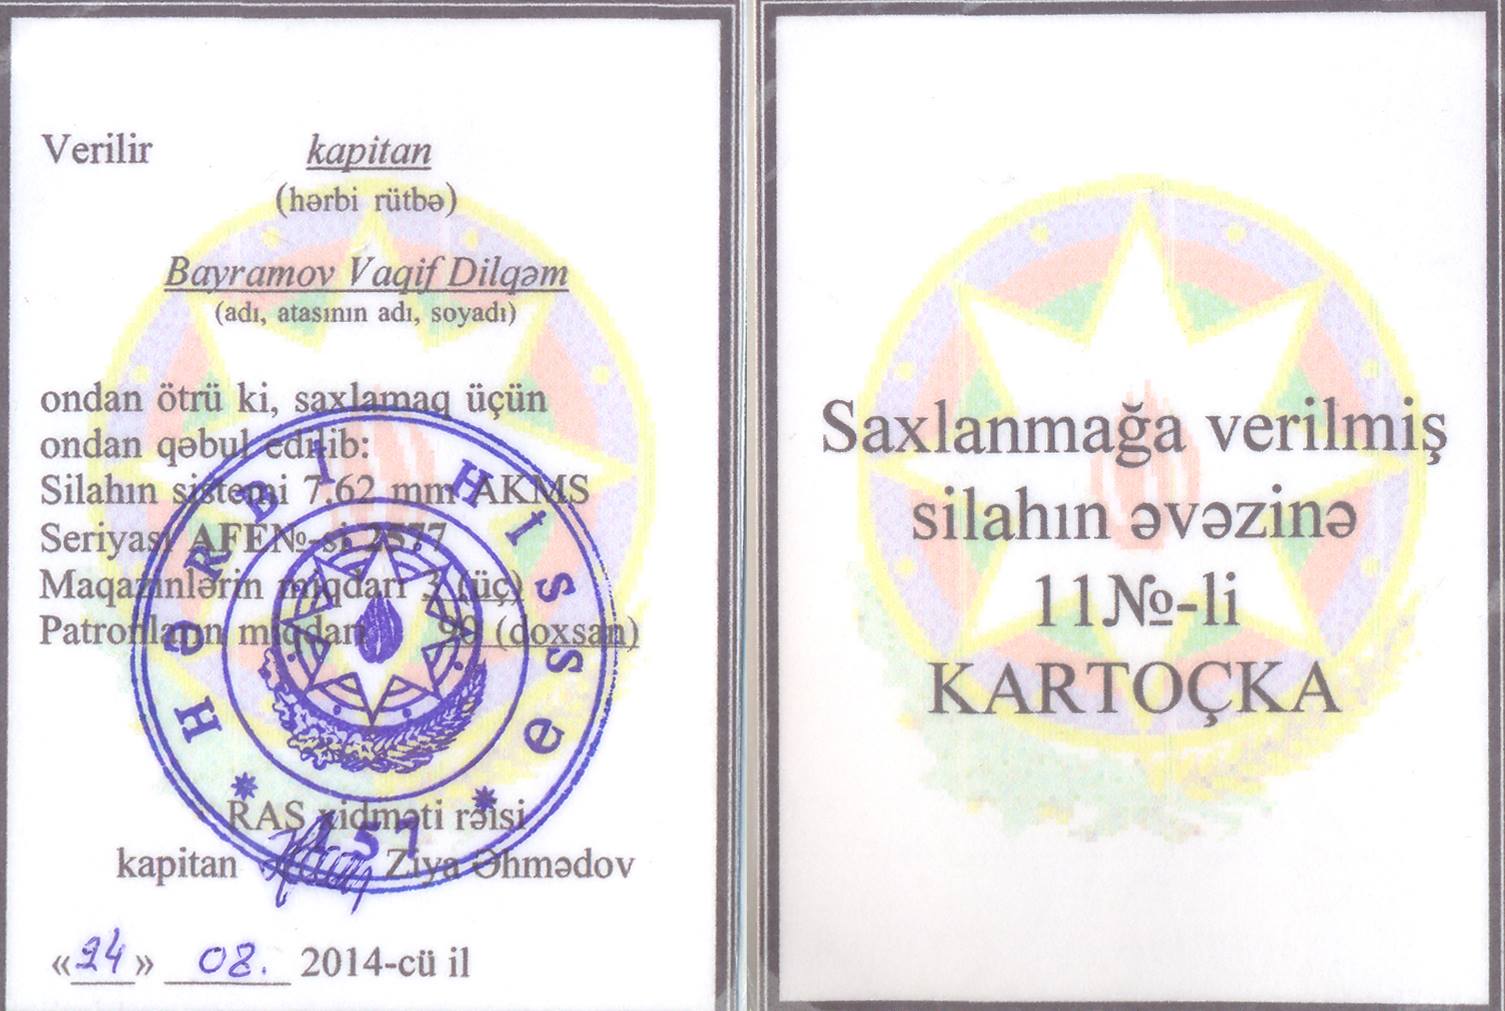 Verilir kapitan
(hərbi rütbə)
Bayramov Vaqif Dilqəm
(adı, atasının adı, soyadı)
ondan ötrü ki, saxlamaq üçün
ondan qəbul edilib:
Silahın sistemi 7,62 mm AKMS
Seriyası AFE№-si 2577
Maqazinlərin miqdarı 3 (üç)
Patronların miqdarı 90 (doxsan)
HƏRBİ HİSSƏ
157
RAS xidməti rəisi
kapitan Ziya Əhmədov
«24» 08. 2014-cü il
Saxlanmağa verilmiş
silahın əvəzinə
11№-li
KARTOÇKA